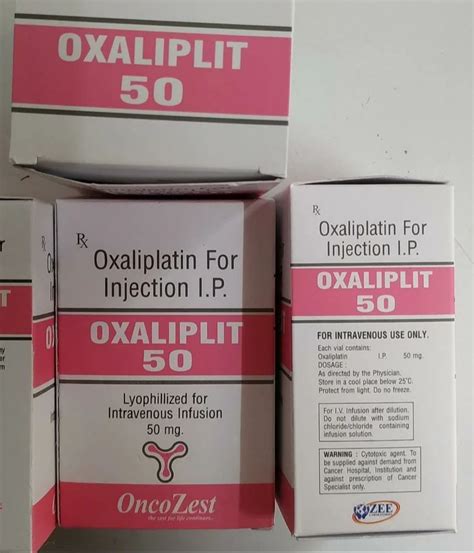 OXALIPLIT
50
Rx
Oxaliplatin For
Injection I.P.
OXALIPLIT
50
Lyophillized for
Intravenous Infusion
50 mg.
OncoZest
the zest for life continues..
Rx
Oxaliplatin For
Injection I.P.
OXALIPLIT
50
FOR INTRAVENOUS USE ONLY.
Each vial contains:
Oxaliplatin I.P. 50 mg.
DOSAGE :
As directed by the Physician.
Store in a cool place below 25°C.
Protect from light. Do no freeze.
For I.V. Infusion after dilution.
Do not dilute with sodium
chloride/chloride containing
infusion solution.
WARNING : Cytotoxic agent. To
be supplied against demand from
Cancer Hospital, Institution and
against prescription of Cancer
Specialist only.
ZEE